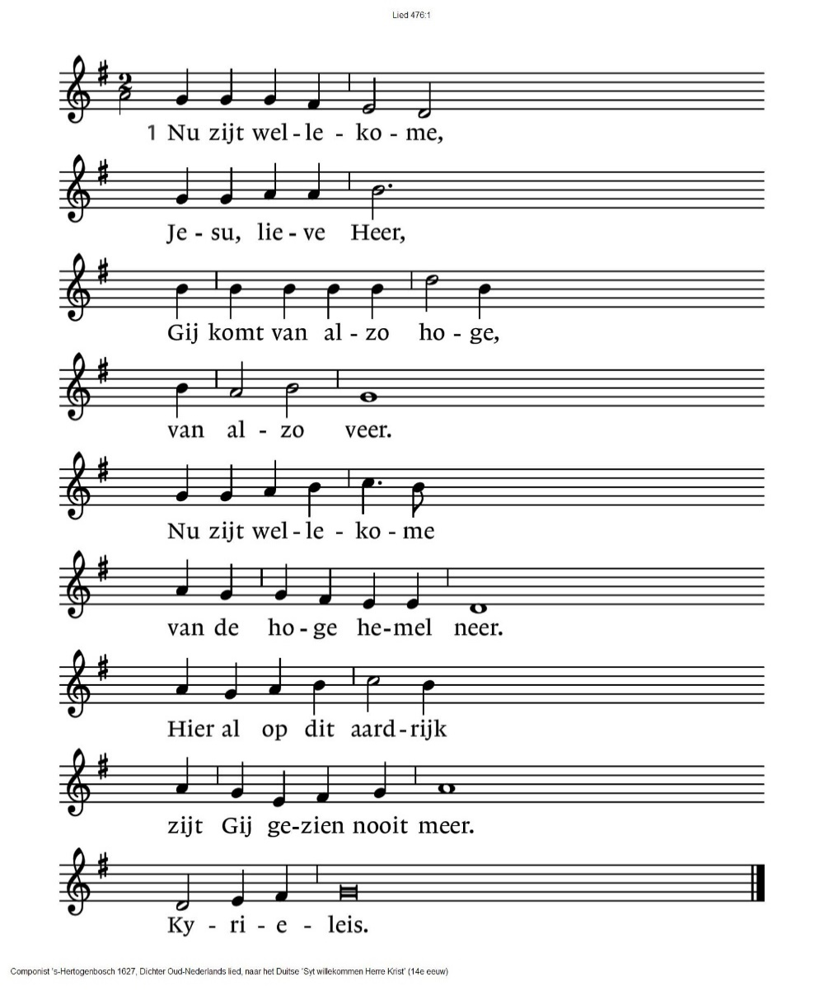 Lied 476:1
2
1 Nu zijt wel - le - ko - me,
Je - su, lie - ve Heer,
Gij komt van al - zo ho - ge,
van al - zo veer.
Nu zijt wel - le - ko - me
van de ho - ge he - mel neer.
Hier al op dit aard - rijk
zijt Gij ge - zien nooit meer.
Ky - ri - e - leis.
Componist 's-Hertogenbosch 1627, Dichter Oud-Nederlands lied, naar het Duitse 'Syt willekommen Herre Krist' (14e eeuw)